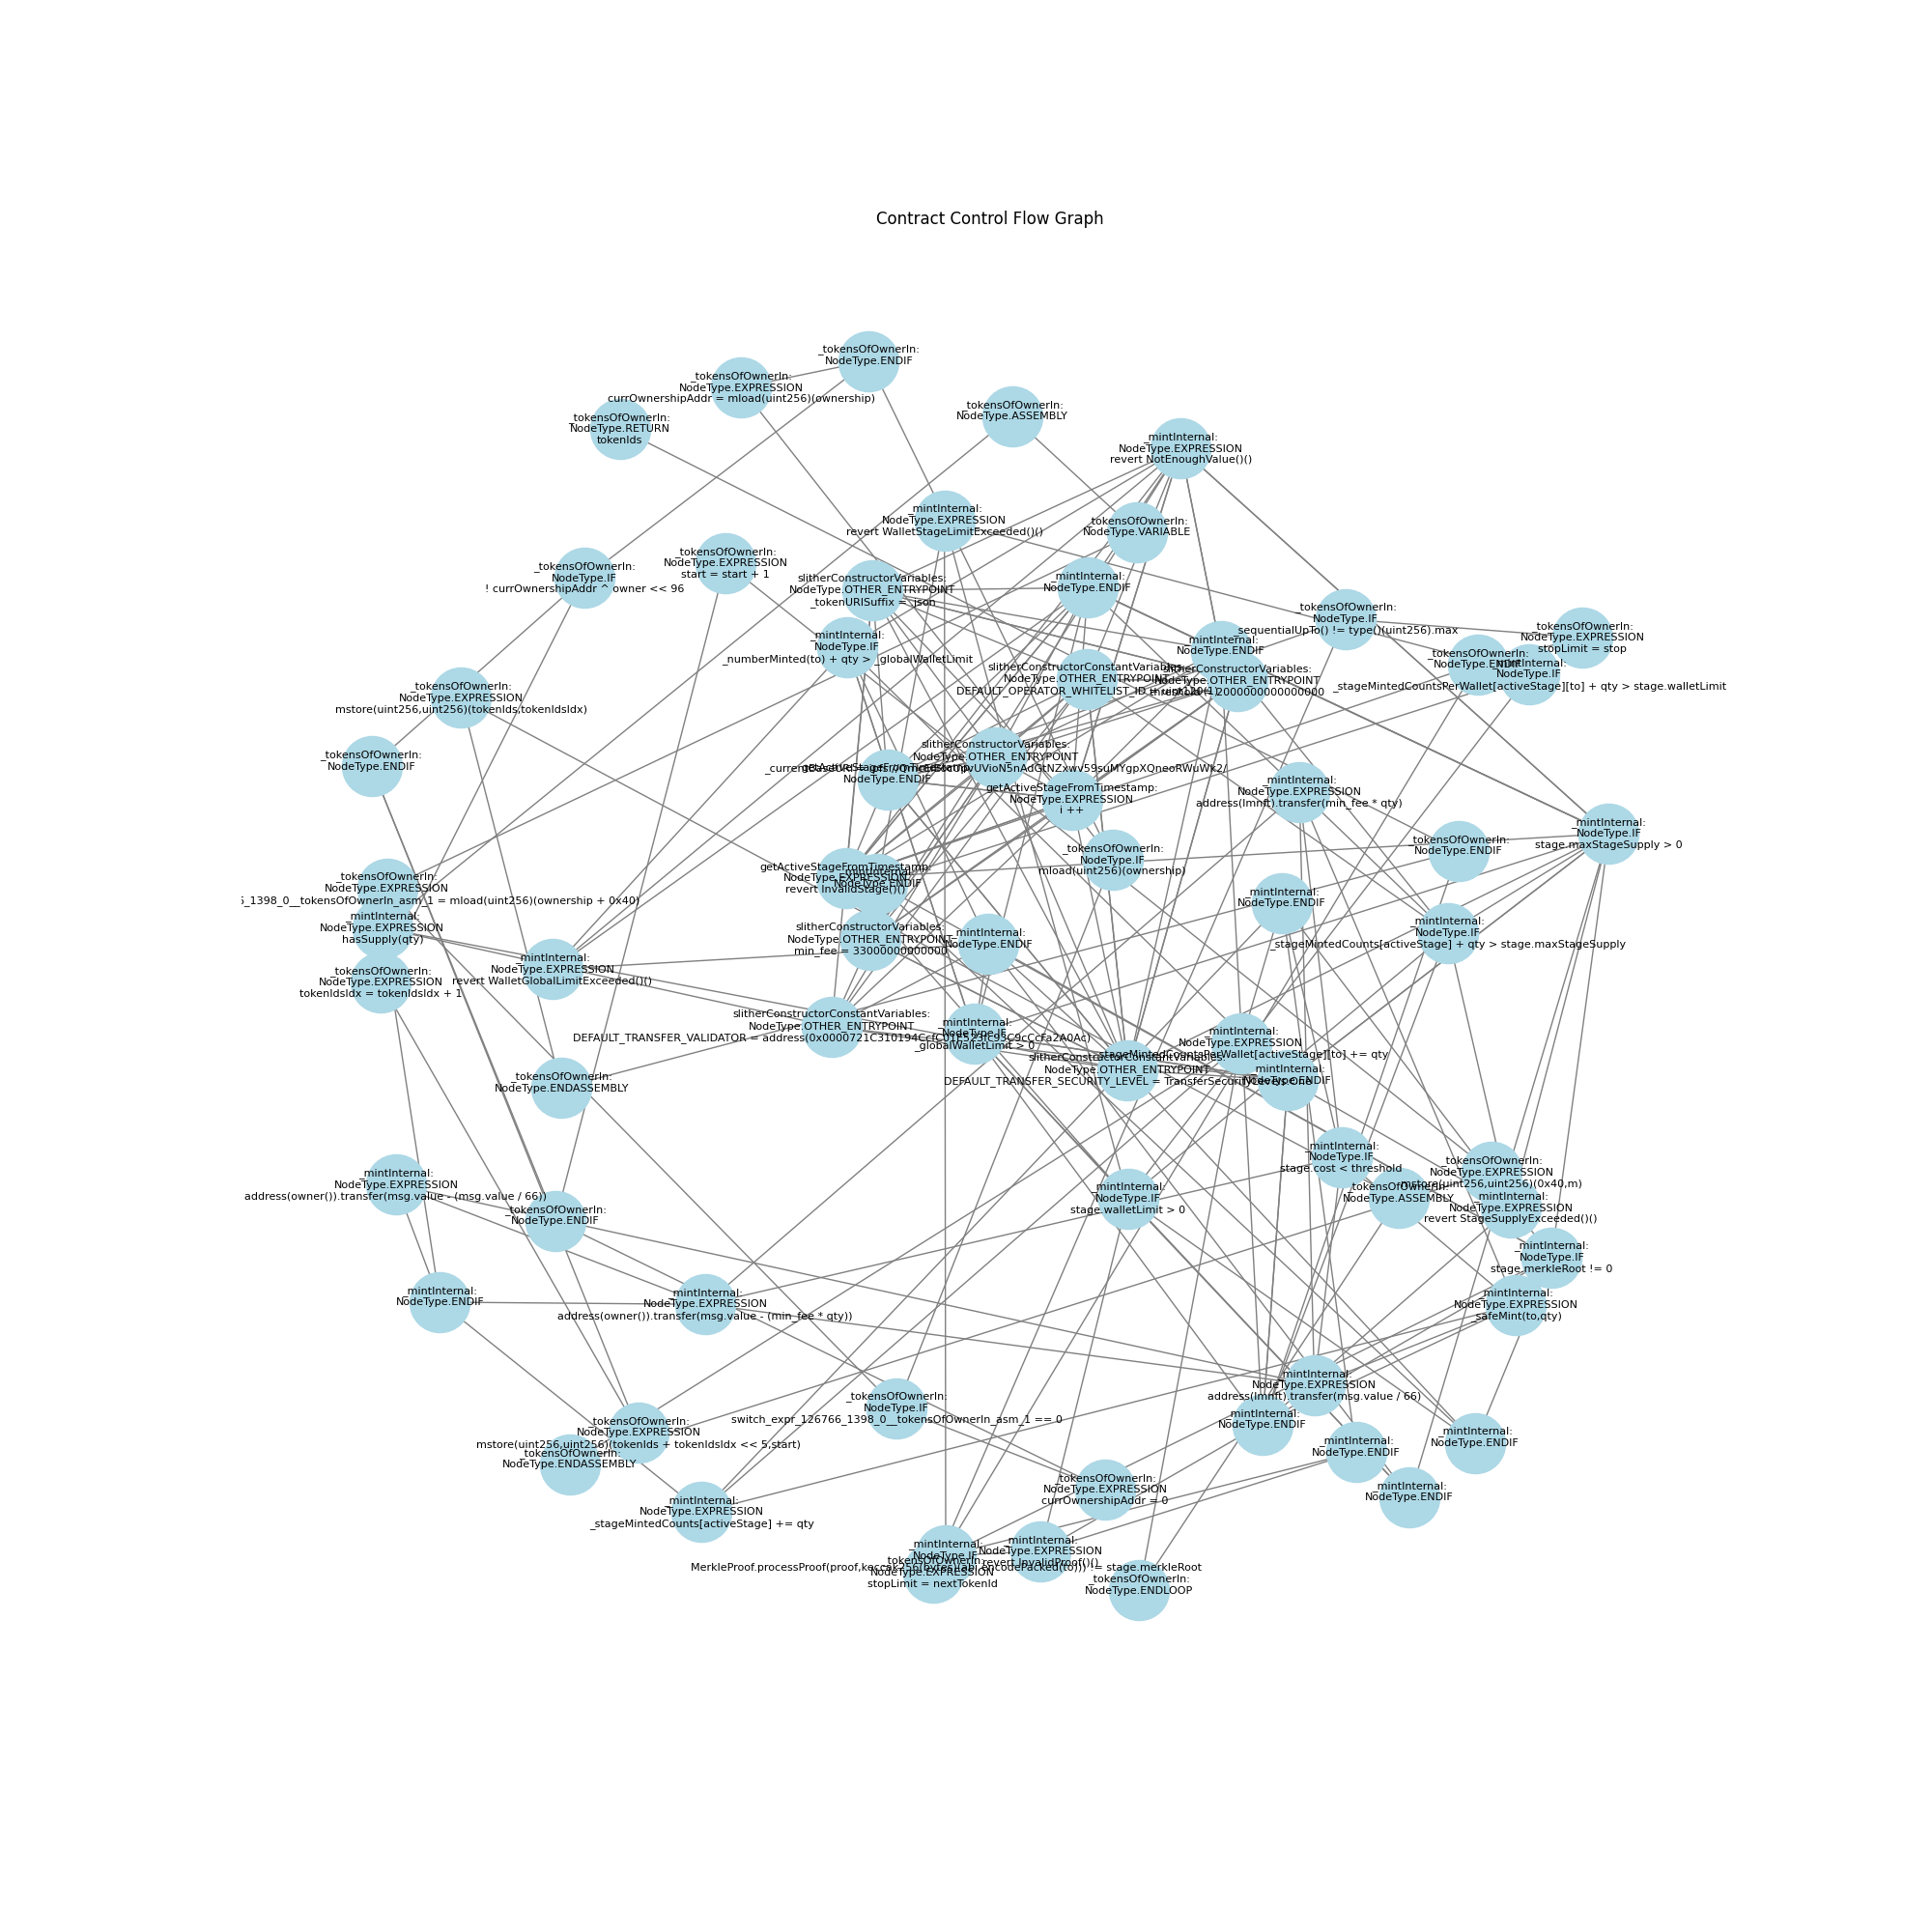 Contract Control Flow Graph
_tokensOfOwnerIn:
NodeType.ENDIF
_tokensOfOwnerIn:
NodeType.EXPRESSION
currOwnershipAddr = mload(uint256)(ownership)
_tokensOfOwnerIn:
NodeType.RETURN
tokenIds
_tokensOfOwnerIn:
NodeType.ASSEMBLY
_mintInternal:
NodeType.EXPRESSION
revert NotEnoughValue()()
_mintInternal:
NodeType.EXPRESSION
revert WalletStageLimitExceeded()()
_tokensOfOwnerIn:
NodeType.VARIABLE
_tokensOfOwnerIn:
NodeType.EXPRESSION
start = start + 1
_tokensOfOwnerIn:
NodeType.IF
! currOwnershipAddr ^ owner << 96
slitherConstructorVariables:
NodeType.OTHER_ENTRYPOINT
_tokenURISuffix = .json
_mintInternal:
NodeType.ENDIF
_tokensOfOwnerIn:
NodeType.IF
_sequentialUpTo() != type()(uint256).max
_tokensOfOwnerIn:
NodeType.EXPRESSION
stopLimit = stop
_mintInternal:
NodeType.IF
_numberMinted(to) + qty > _globalWalletLimit
_mintInternal:
NodeType.ENDIF
_tokensOfOwnerIn:
NodeType.ENDIF
_mintInternal:
NodeType.IF
_stageMintedCountsPerWallet[activeStage][to] + qty > stage.walletLimit
slitherConstructorConstantVariables:
NodeType.OTHER_ENTRYPOINT
DEFAULT_OPERATOR_WHITELIST_ID = uint120(1)
slitherConstructorVariables:
NodeType.OTHER_ENTRYPOINT
_tokensOfOwnerIn:
NodeType.EXPRESSION
mstore(uint256,uint256)(tokenIds,tokenIdsIdx)
_tokensOfOwnerIn:
NodeType.ENDIF
slitherConstructorVariables:
NodeType.OTHER_ENTRYPOINT
getActiveStageFromTimestamp:
NodeType.ENDIF
getActiveStageFromTimestamp:
NodeType.EXPRESSION
i ++
_mintInternal:
NodeType.EXPRESSION
address(lmnft).transfer(min_fee * qty)
_mintInternal:
NodeType.IF
stage.maxStageSupply > 0
_tokensOfOwnerIn:
NodeType.ENDIF
_tokensOfOwnerIn:
NodeType.IF
mload(uint256)(ownership)
getActiveStageFromTimestamp:
NodeType.EXPRESSION
revert InvalidStage()()
_mintInternal:
NodeType.ENDIF
_tokensOfOwnerIn:
NodeType.EXPRESSION
_1398_0__tokensOfOwnerIn_asm_1 = mload(uint256)(ownership + 0x40)
_mintInternal:
NodeType.ENDIF
_mintInternal:
NodeType.EXPRESSION
hasSupply(qty)
slitherConstructorVariables:
NodeType.OTHER_ENTRYPOINT
min_fee = 33000000000000
_mintInternal:
NodeType.ENDIF
_mintInternal:
NodeType.IF
_stageMintedCounts[activeStage] + qty > stage.maxStageSupply
_tokensOfOwnerIn:
NodeType.EXPRESSION
tokenIdsIdx = tokenIdsIdx + 1
_mintInternal:
NodeType.EXPRESSION
revert WalletGlobalLimitExceeded()()
slitherConstructorConstantVariables:
NodeType.OTHER_ENTRYPOINT
DEFAULT_TRANSFER_VALIDATOR = address(0x0000721C310194CcfC01E523fc93C9cCcFa2A0Ac)
_mintInternal:
NodeType.IF
_globalWalletLimit > 0
_mintInternal:
NodeType.EXPRESSION
_stageMintedCountsPerWallet[activeStage][to] += qty
slitherConstructorConstantVariables:
NodeType.OTHER_ENTRYPOINT
DEFAULT_TRANSFER_SECURITY_LEVEL = TransferSecurityLevels.One
_mintInternal:
NodeType.ENDIF
_tokensOfOwnerIn:
NodeType.ENDASSEMBLY
_mintInternal:
NodeType.IF
stage.cost < threshold
_tokensOfOwnerIn:
NodeType.EXPRESSION
mstore(uint256,uint256)(0x40,m)
_mintInternal:
NodeType.EXPRESSION
address(owner()).transfer(msg.value - (msg.value / 66))
_mintInternal:
NodeType.IF
stage.walletLimit > 0
_tokensOfOwnerIn:
NodeType.ASSEMBLY
_mintInternal:
NodeType.EXPRESSION
revert StageSupplyExceeded()()
_tokensOfOwnerIn:
NodeType.ENDIF
_mintInternal:
NodeType.IF
stage.merkleRoot != 0
_mintInternal:
NodeType.ENDIF
_mintInternal:
NodeType.EXPRESSION
address(owner()).transfer(msg.value - (min_fee * qty))
_mintInternal:
NodeType.EXPRESSION
_safeMint(to,qty)
_mintInternal:
NodeType.EXPRESSION
address(lmnft).transfer(msg.value / 66)
_tokensOfOwnerIn:
NodeType.IF
switch_expr_126766_1398_0__tokensOfOwnerIn_asm_1 == 0
_mintInternal:
NodeType.ENDIF
_tokensOfOwnerIn:
NodeType.EXPRESSION
mstore(uint256,uint256)(tokenIds + tokenIdsIdx << 5,start)
_mintInternal:
NodeType.ENDIF
_mintInternal:
NodeType.ENDIF
_tokensOfOwnerIn:
NodeType.ENDASSEMBLY
_tokensOfOwnerIn:
NodeType.EXPRESSION
currOwnershipAddr = 0
_mintInternal:
NodeType.ENDIF
_mintInternal:
NodeType.EXPRESSION
_stageMintedCounts[activeStage] += qty
_mintInternal:
NodeType.IF
MerkleProof.processProof(proof,keccak256(bytes)(abi.encodePacked(to))) != stage.merkleRoot
_mintInternal:
NodeType.EXPRESSION
revert InvalidProof()()
_tokensOfOwnerIn:
NodeType.EXPRESSION
stopLimit = nextTokenId
_tokensOfOwnerIn:
NodeType.ENDLOOP